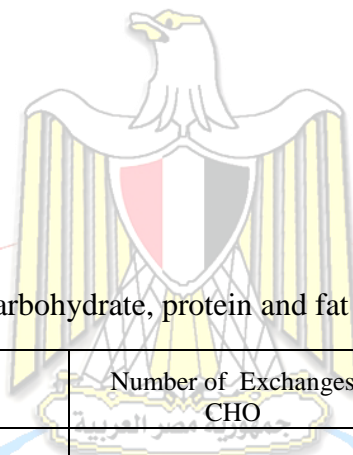 arbohydrate, protein and fat
Number of Exchanges
CHO
جمهورية مصر العربية